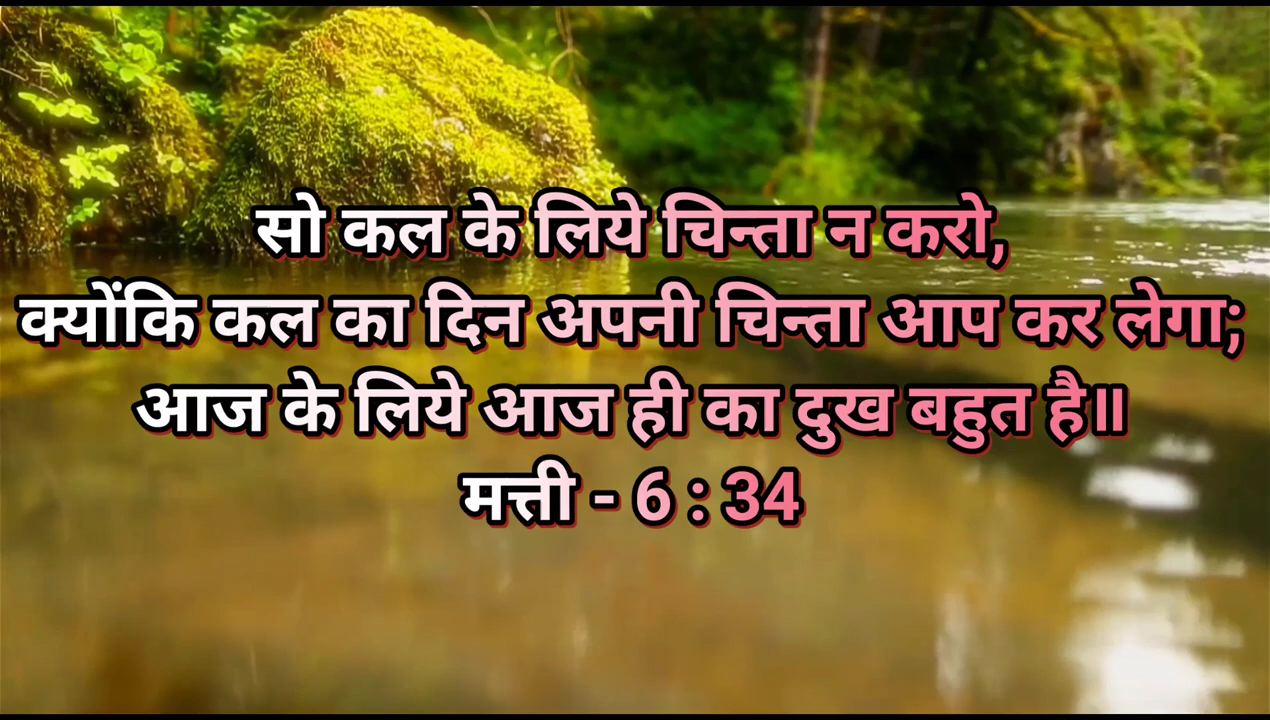 सो कल के लिये चिन्ता न करो,
क्योंकि कल का दिन अपनी चिन्ता आप कर लेगा;
आज के लिये आज ही का दुख बहुत है॥
मत्ती - 6 : 34